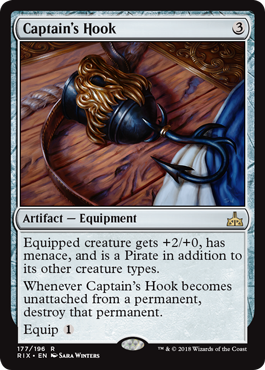 Captain's Hook 3
Artifact — Equipment
Equipped creature gets +2/+0, has
menace, and is a Pirate in addition to
its other creature types.
Whenever Captain's Hook becomes
unattached from a permanent,
destroy that permanent.
Equip 1
177/196 R
RIX • EN Sara Winters
™ & © 2018 Wizards of the Coast